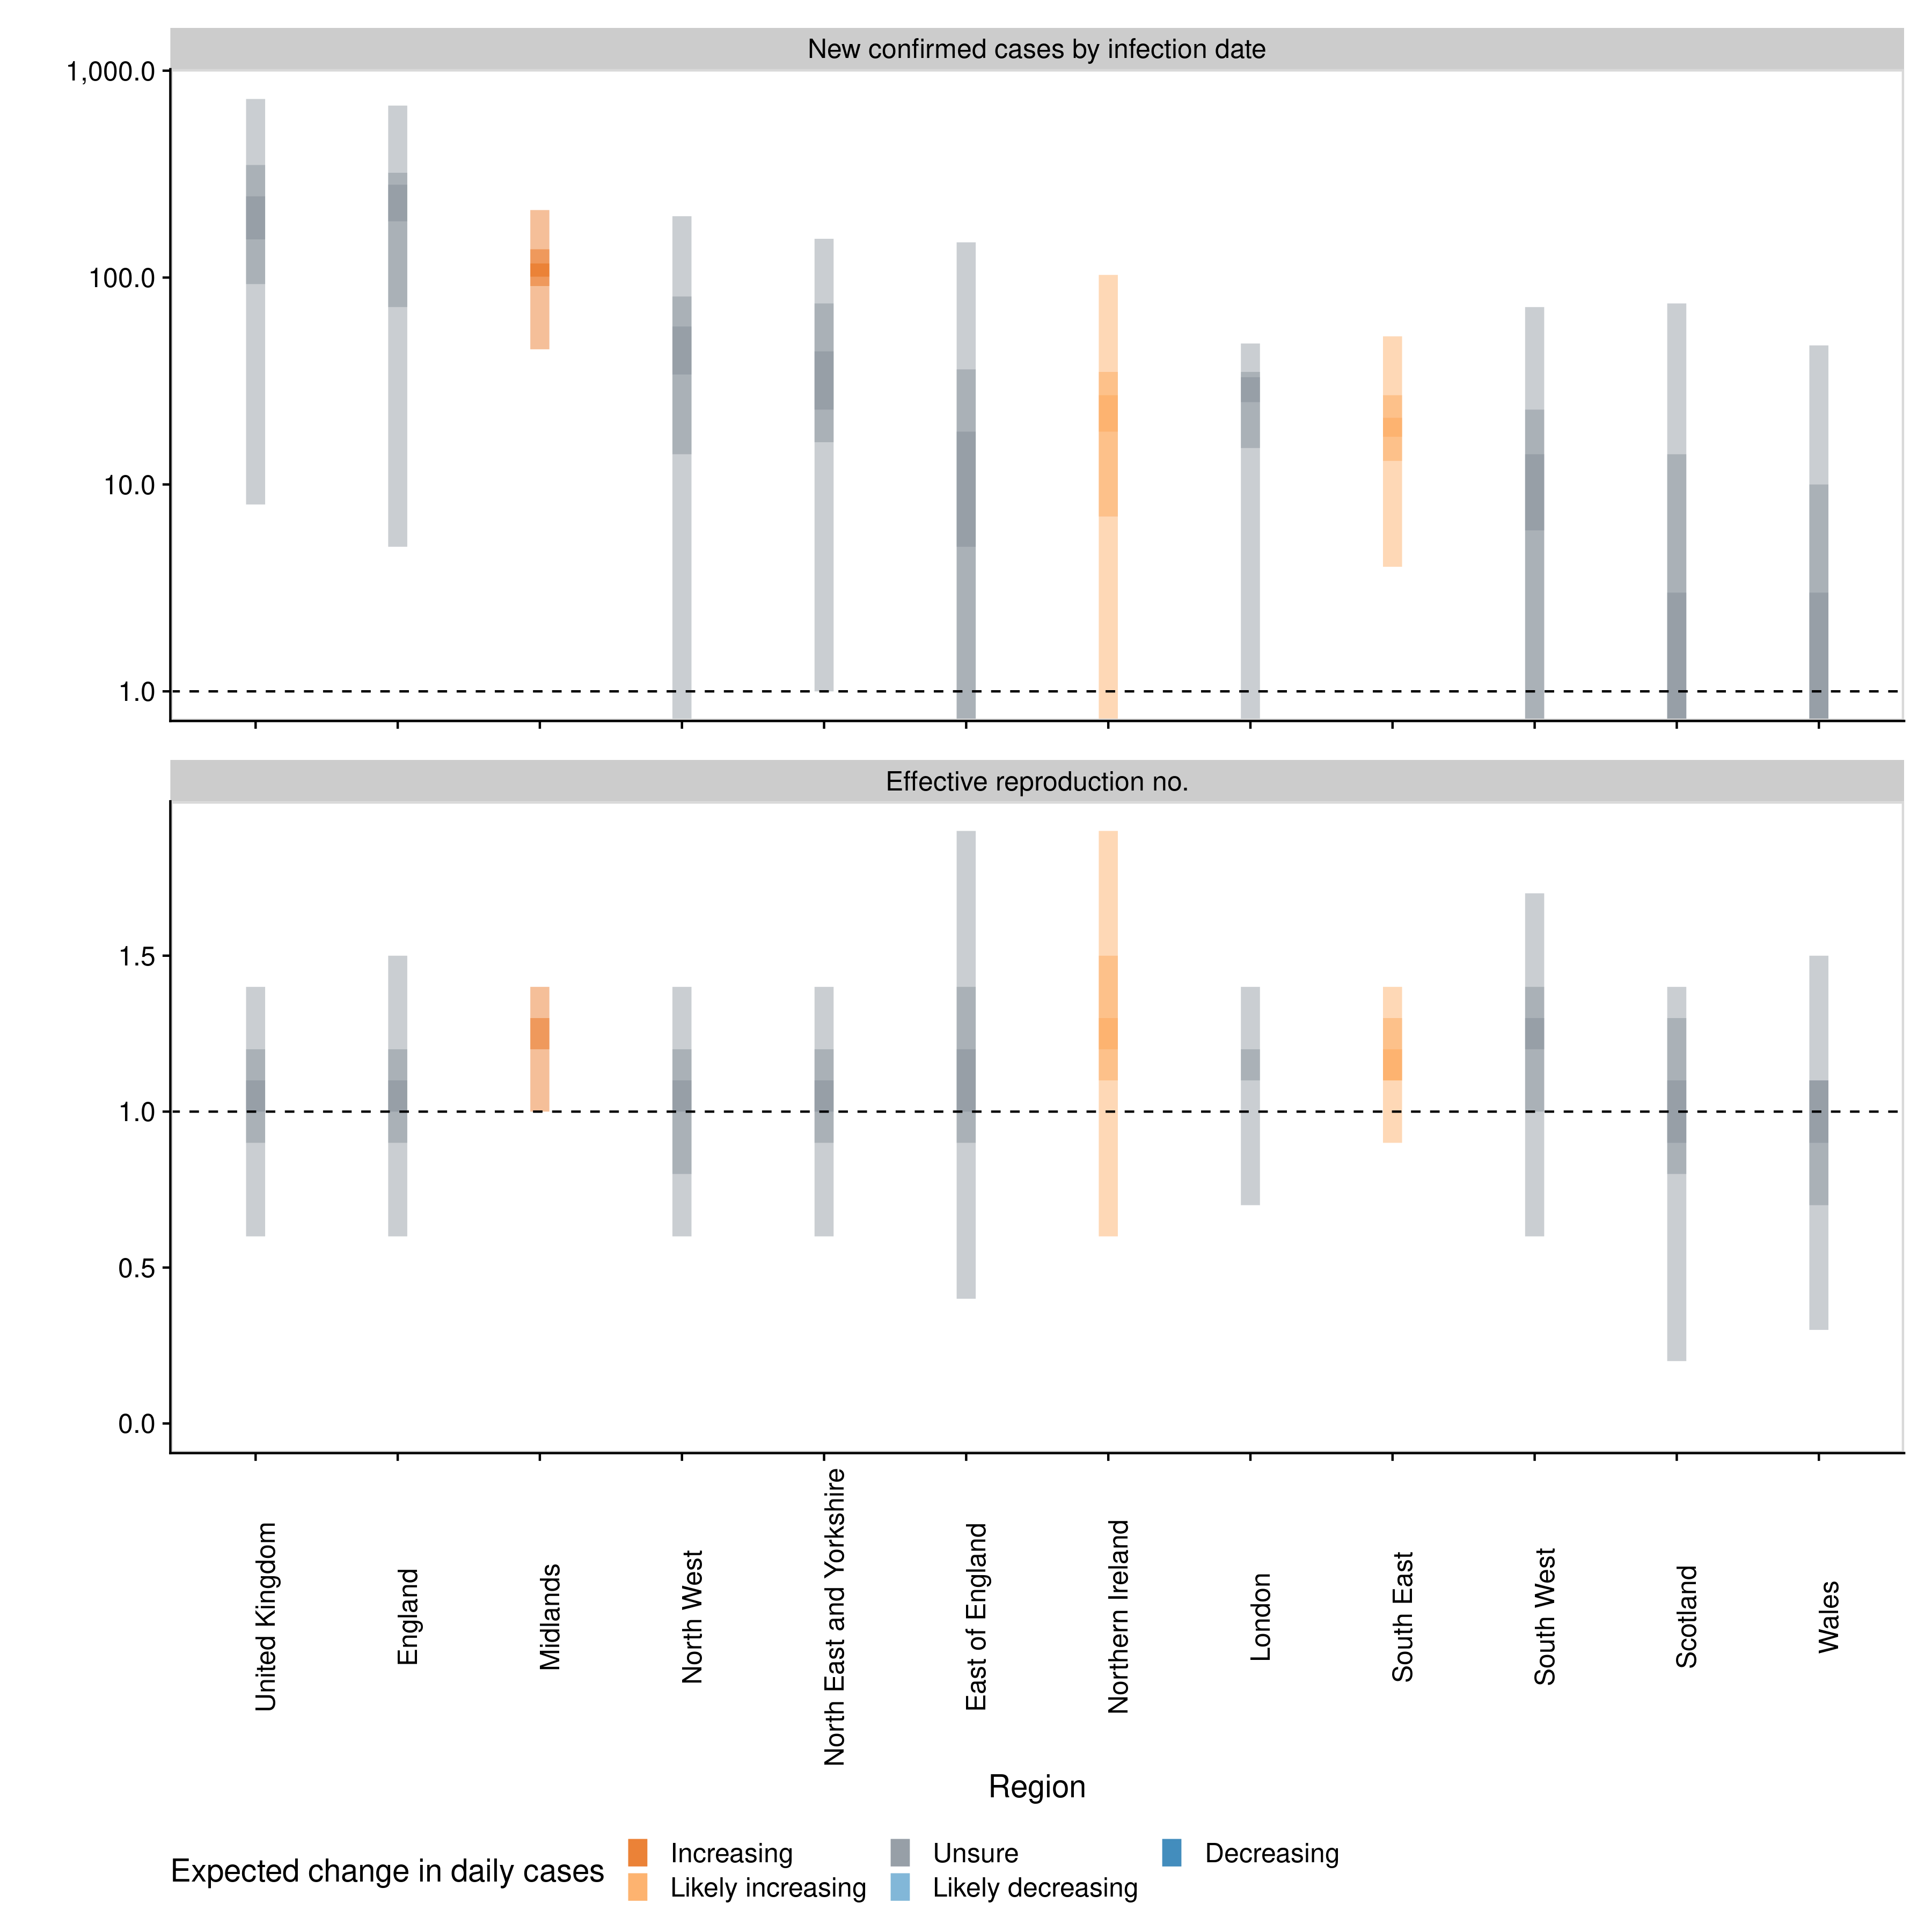 New confirmed cases by infection date
1,000.0
100.0
10.0
1.0
Effective reproduction no.
1.5
1.0
0.5
0.0
United Kingdom
England
Midlands
North West
North East and Yorkshire
East of England
Northern Ireland
London
South East
South West
Scotland
Wales
Region
Expected change in daily cases
Increasing
Unsure
Decreasing
Likely increasing
Likely decreasing